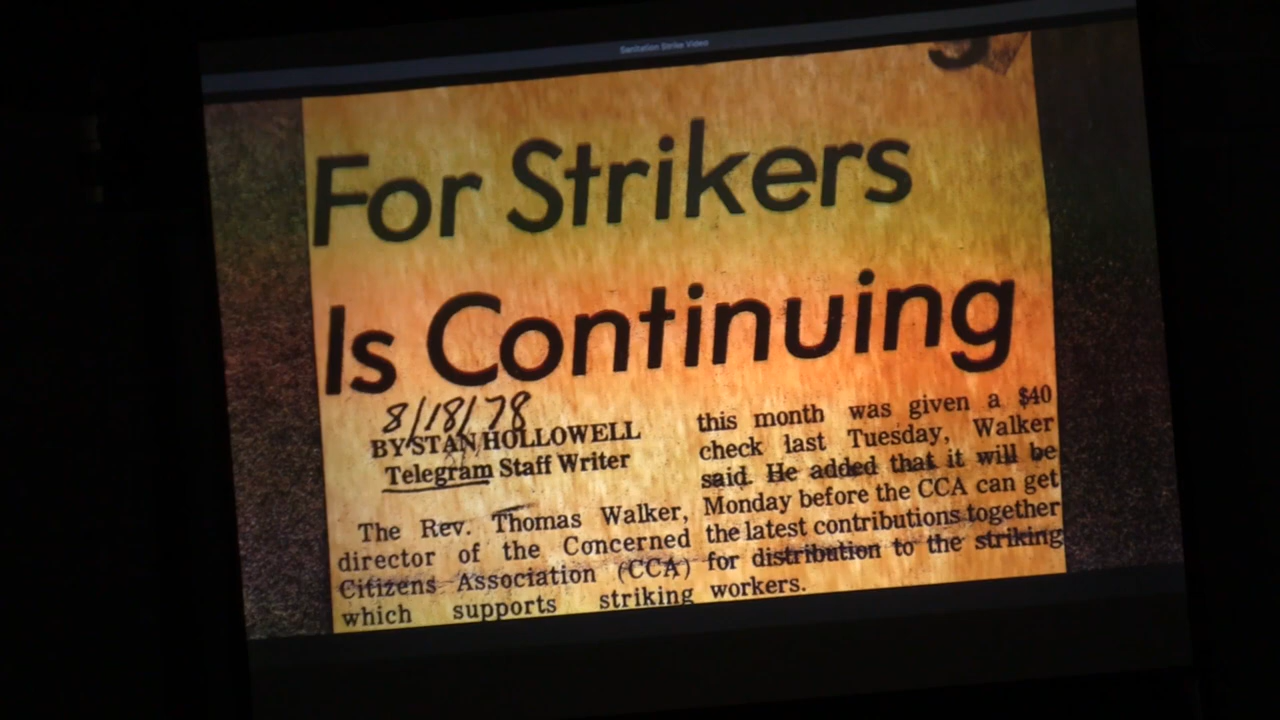 Sanitation Strike Video
For Strikers
Is Continuing
8/18/78
BY STAN HOLLOWELL
Telegram Staff Writer
The Rev. Thomas Walker,
director of the Concerned
Citizens Association (CCA)
which supports striking
this month was given a $40
check last Tuesday, Walker
said. He added that it will be
Monday before the CCA can get
the latest contributions together
for distribution to the striking
workers.